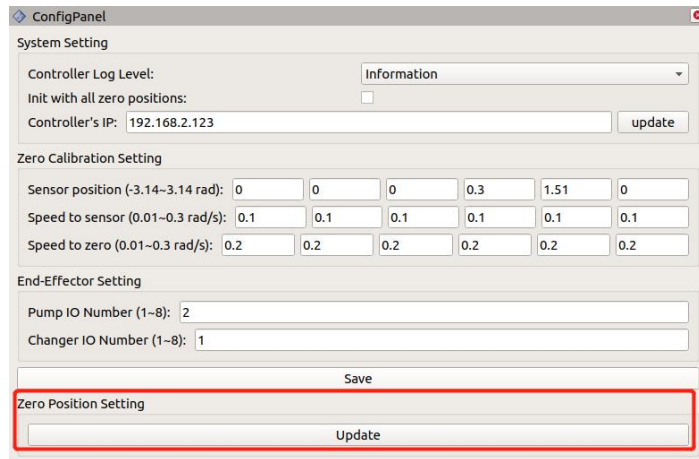 ConfigPanel
System Setting
Controller Log Level: Information
Init with all zero positions:
Controller's IP: 192.168.2.123 update
Zero Calibration Setting
Sensor position (-3.14~3.14 rad): 0 0 0 0.3 1.51 0
Speed to sensor (0.01~0.3 rad/s): 0.1 0.1 0.1 0.1 0.1 0.1
Speed to zero (0.01~0.3 rad/s): 0.2 0.2 0.2 0.2 0.2 0.2
End-Effector Setting
Pump IO Number (1~8): 2
Changer IO Number (1~8): 1
Save
Zero Position Setting
Update